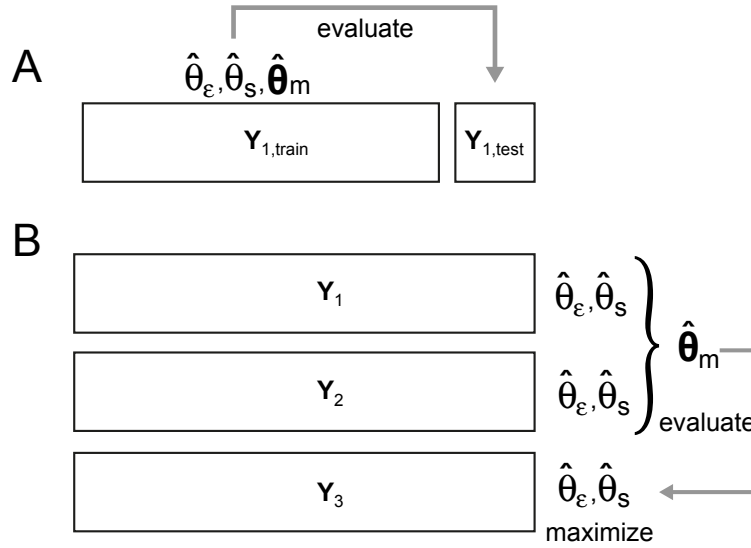 evaluate
A
θ̂ε,θ̂s,𝛉̂m
Y1,train
Y1,test
B
Y1
θ̂ε,θ̂s
Y2
θ̂ε,θ̂s
𝛉̂m
evaluate
Y3
θ̂ε,θ̂s
maximize